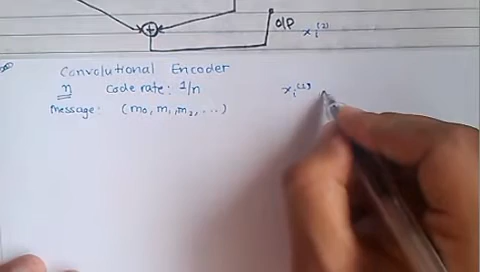 O/P x_i^(2)
Convolutional Encoder
n Code rate: 1/n
Message: (m₀, m₁, m₂, ...) x_i^(1)